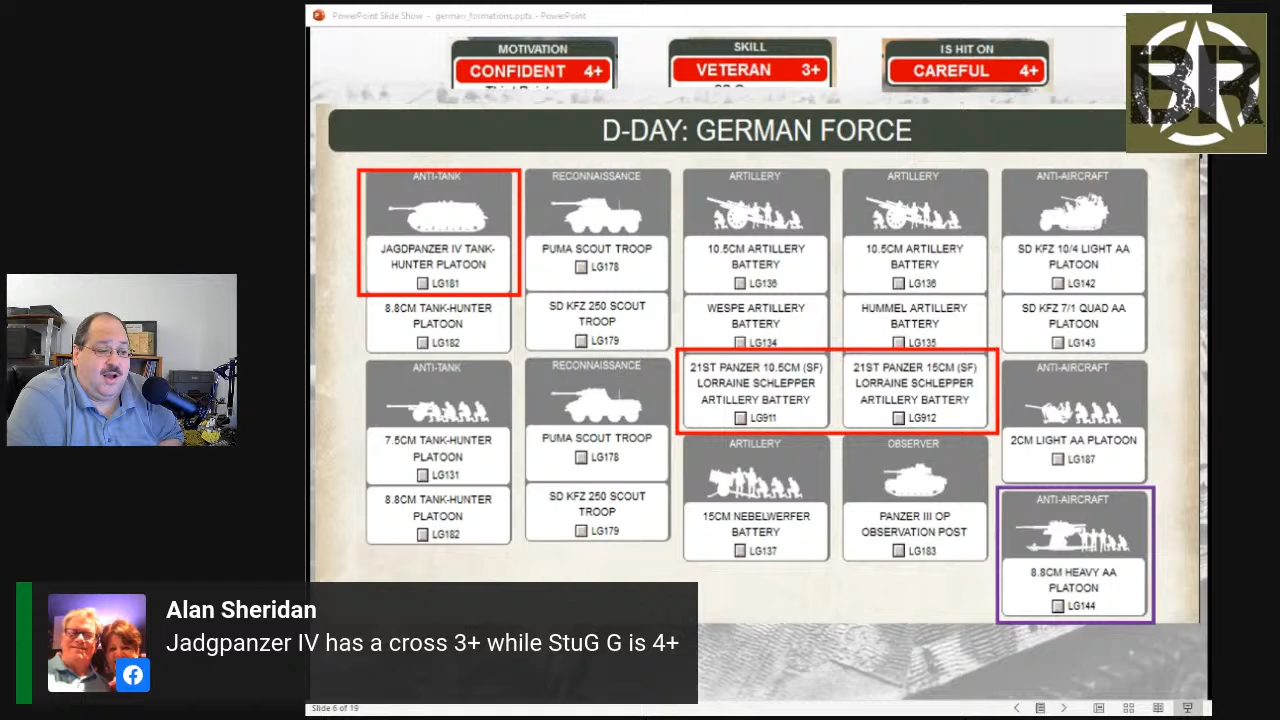 PowerPoint Slide Show - german_formations.pptx - PowerPoint
MOTIVATION
CONFIDENT 4+
SKILL
VETERAN 3+
IS HIT ON
CAREFUL 4+
BR
D-DAY: GERMAN FORCE
ANTI-TANK
JAGDPANZER IV TANK-
HUNTER PLATOON
LG181
8.8CM TANK-HUNTER
PLATOON
LG182
ANTI-TANK
7.5CM TANK-HUNTER
PLATOON
LG131
8.8CM TANK-HUNTER
PLATOON
LG182
RECONNAISSANCE
PUMA SCOUT TROOP
LG178
SD KFZ 250 SCOUT
TROOP
LG179
RECONNAISSANCE
PUMA SCOUT TROOP
LG178
SD KFZ 250 SCOUT
TROOP
LG179
ARTILLERY
10.5CM ARTILLERY
BATTERY
LG136
WESPE ARTILLERY
BATTERY
LG134
21ST PANZER 10.5CM (SF)
LORRAINE SCHLEPPER
ARTILLERY BATTERY
LG911
ARTILLERY
15CM NEBELWERFER
BATTERY
LG137
ARTILLERY
10.5CM ARTILLERY
BATTERY
LG136
HUMMEL ARTILLERY
BATTERY
LG135
21ST PANZER 15CM (SF)
LORRAINE SCHLEPPER
ARTILLERY BATTERY
LG912
OBSERVER
PANZER III OP
OBSERVATION POST
LG183
ANTI-AIRCRAFT
SD KFZ 10/4 LIGHT AA
PLATOON
LG142
SD KFZ 7/1 QUAD AA
PLATOON
LG143
ANTI-AIRCRAFT
2CM LIGHT AA PLATOON
LG187
ANTI-AIRCRAFT
8.8CM HEAVY AA
PLATOON
LG144
Alan Sheridan
Jadgpanzer IV has a cross 3+ while StuG G is 4+
Slide 6 of 19